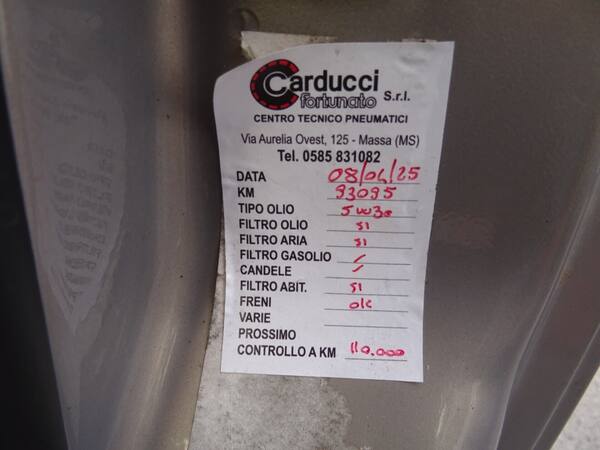 Carducci
fortunato S.r.l.
CENTRO TECNICO PNEUMATICI
Via Aurelia Ovest, 125 - Massa (MS)
Tel. 0585 831082
DATA 08/04/25
KM 93095
TIPO OLIO 5W30
FILTRO OLIO SI
FILTRO ARIA SI
FILTRO GASOLIO /
CANDELE /
FILTRO ABIT. SI
FRENI OK
VARIE
PROSSIMO
CONTROLLO A KM 110.000